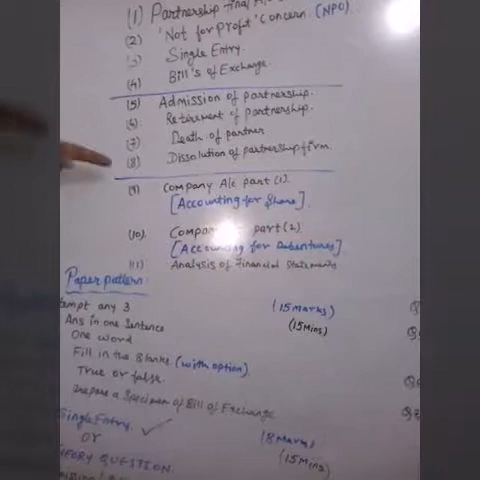 (1) Partnership Final A/c
(2) 'Not for Profit' Concern. (NPO)
(3) Single Entry.
(4) Bill's of Exchange.
(5) Admission of partnership.
(6) Retirement of partnership.
(7) Death of partner
(8) Dissolution of partnership firm.
(9) Company A/c part (1).
[Accounting for Share].
(10). part (2)
[Accounting for Debentures].
(11) Analysis of Financial Statements
Paper pattern:
any 3 (15 Marks)
Ans in one Sentence (15 Mins)
One word
Fill in the Blanks. (with option)
True or false.
prepare a Specimen of Bill of Exchange
Single Entry. (8 Marks)
OR (15 Mins)
THEORY QUESTION.